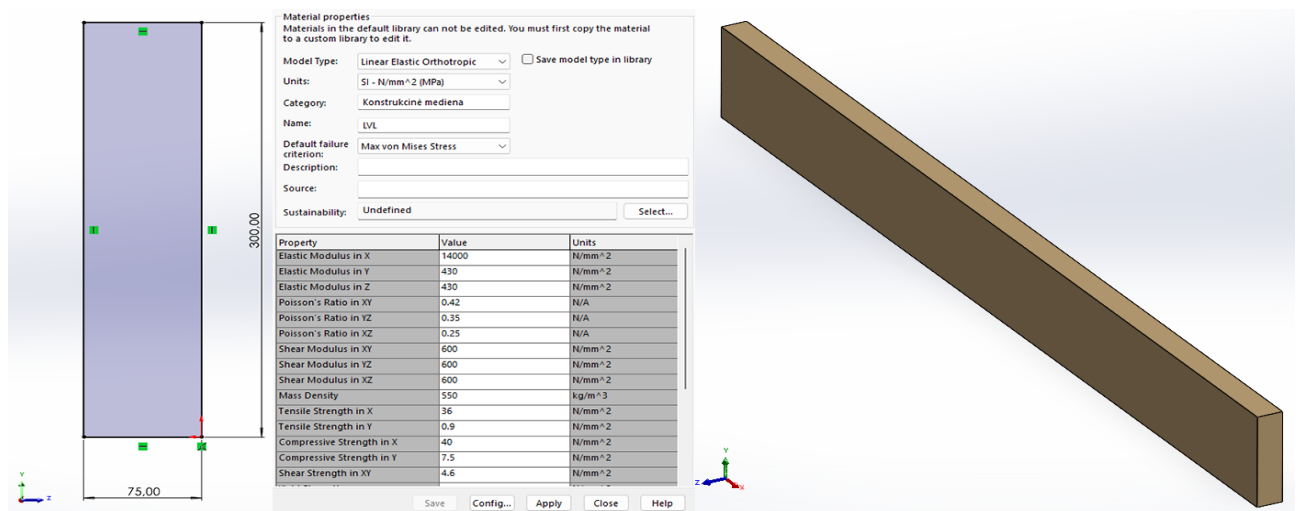 300,00
75,00
Y
Z
Material properties
Materials in the default library can not be edited. You must first copy the material
to a custom library to edit it.
Model Type: Linear Elastic Orthotropic Save model type in library
Units: SI - N/mm^2 (MPa)
Category: Konstrukcinė mediena
Name: LVL
Default failure criterion: Max von Mises Stress
Description:
Source:
Sustainability: Undefined Select...
Property Value Units
Elastic Modulus in X 14000 N/mm^2
Elastic Modulus in Y 430 N/mm^2
Elastic Modulus in Z 430 N/mm^2
Poisson's Ratio in XY 0.42 N/A
Poisson's Ratio in YZ 0.35 N/A
Poisson's Ratio in XZ 0.25 N/A
Shear Modulus in XY 600 N/mm^2
Shear Modulus in YZ 600 N/mm^2
Shear Modulus in XZ 600 N/mm^2
Mass Density 550 kg/m^3
Tensile Strength in X 36 N/mm^2
Tensile Strength in Y 0.9 N/mm^2
Compressive Strength in X 40 N/mm^2
Compressive Strength in Y 7.5 N/mm^2
Shear Strength in XY 4.6 N/mm^2
Save Config... Apply Close Help
Y
Z
X